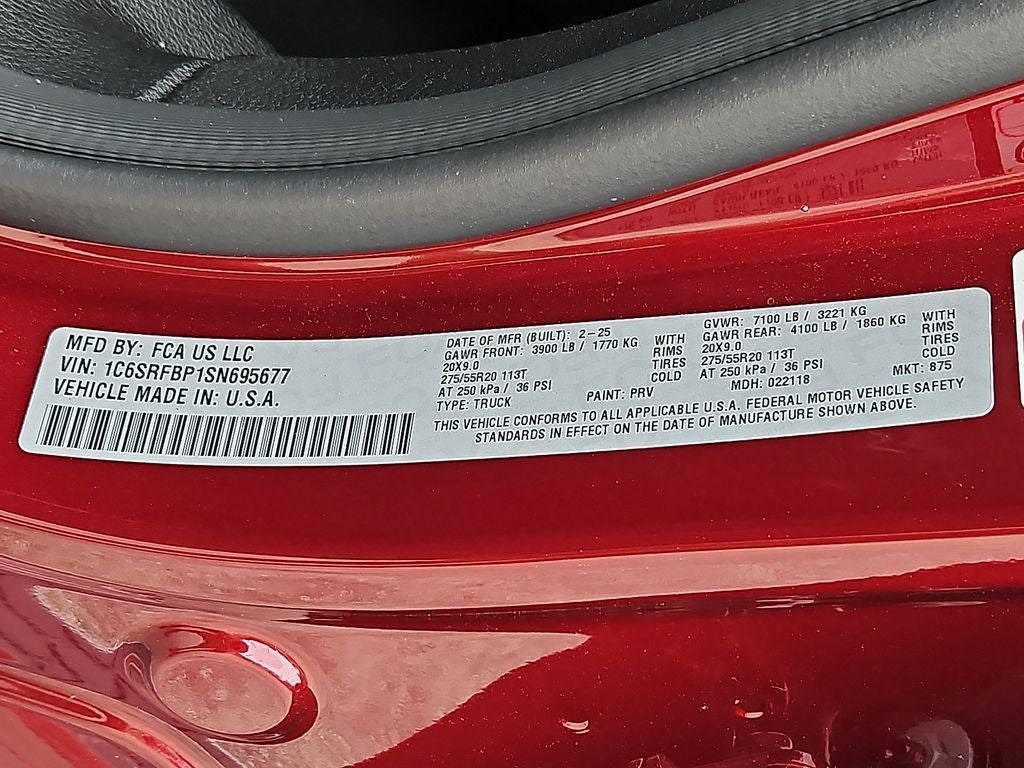 MFD BY: FCA US LLC
VIN: 1C6SRFBP1SN695677
VEHICLE MADE IN: U.S.A.
DATE OF MFR (BUILT): 2-25
GAWR FRONT: 3900 LB / 1770 KG WITH
20X9.0 RIMS
275/55R20 113T TIRES
AT 250 kPa / 36 PSI COLD
TYPE: TRUCK
PAINT: PRV
GVWR: 7100 LB / 3221 KG
GAWR REAR: 4100 LB / 1860 KG WITH
20X9.0 RIMS
275/55R20 113T TIRES
AT 250 kPa / 36 PSI COLD
MDH: 022118
MKT: 875
THIS VEHICLE CONFORMS TO ALL APPLICABLE U.S.A. FEDERAL MOTOR VEHICLE SAFETY
STANDARDS IN EFFECT ON THE DATE OF MANUFACTURE SHOWN ABOVE.